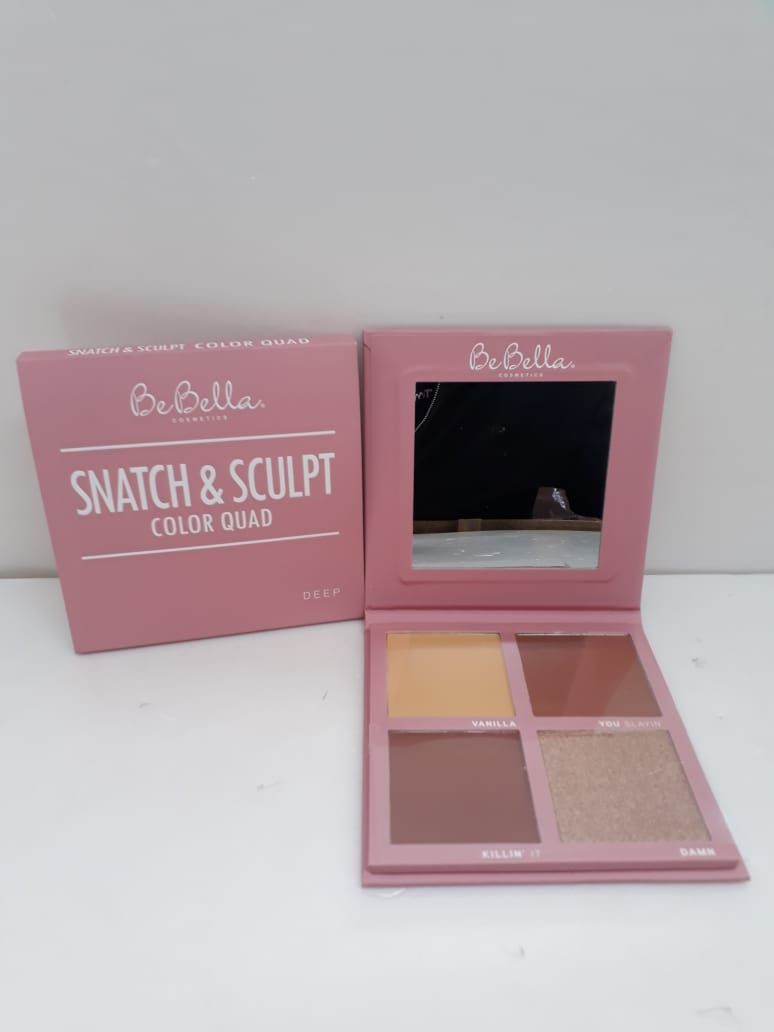 SNATCH & SCULPT COLOR QUAD
BeBella®
COSMETICS
SNATCH & SCULPT
COLOR QUAD
DEEP
BeBella®
COSMETICS
VANILLA
YOU SLAYIN
KILLIN' IT
DAMN